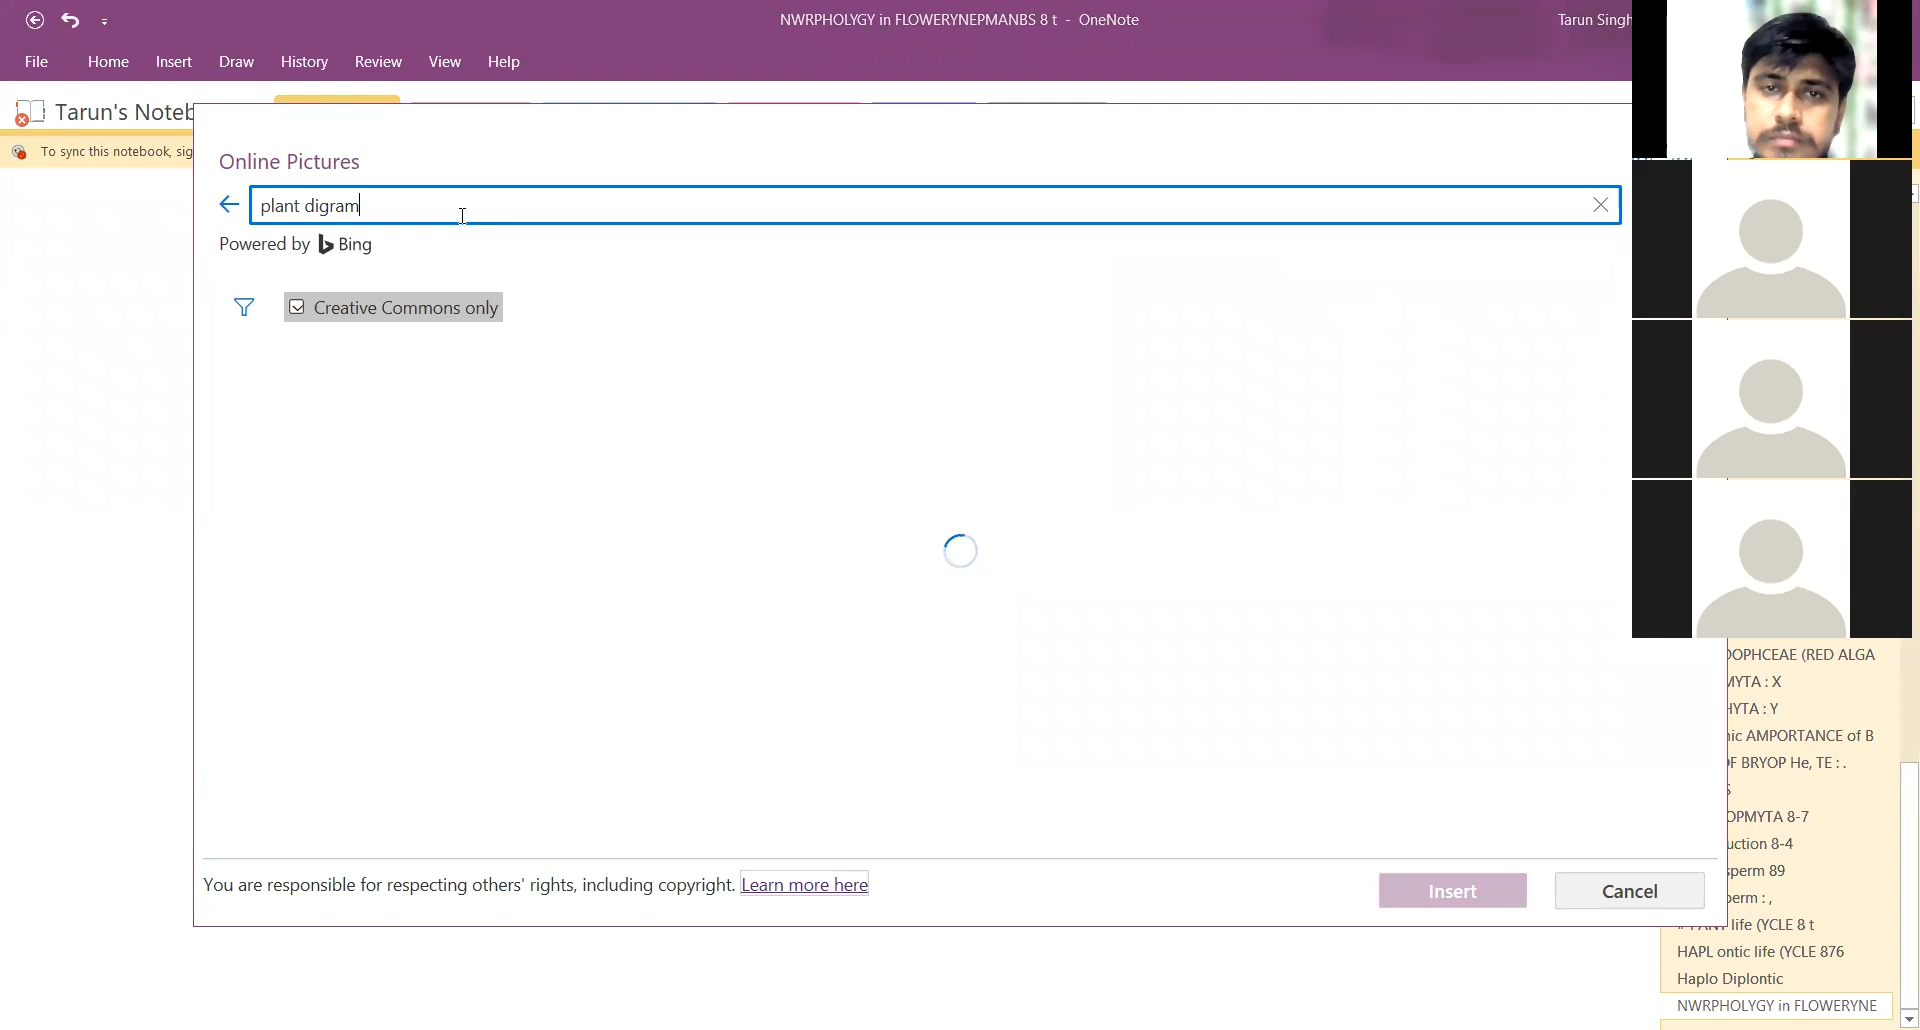 NWRPHOLYGY in FLOWERYNEPMANBS 8 t - OneNote
Tarun Singh
File Home Insert Draw History Review View Help
Tarun's Noteb
To sync this notebook, sig
Online Pictures
plant digram
Powered by Bing
Creative Commons only
You are responsible for respecting others' rights, including copyright. Learn more here
Insert Cancel
OOPHCEAE (RED ALGA
MYTA : X
HYTA : Y
nic AMPORTANCE of B
OF BRYOP He, TE : .
S
OPMYTA 8-7
uction 8-4
sperm 89
perm : ,
life (YCLE 8 t
HAPL ontic life (YCLE 876
Haplo Diplontic
NWRPHOLYGY in FLOWERYNE